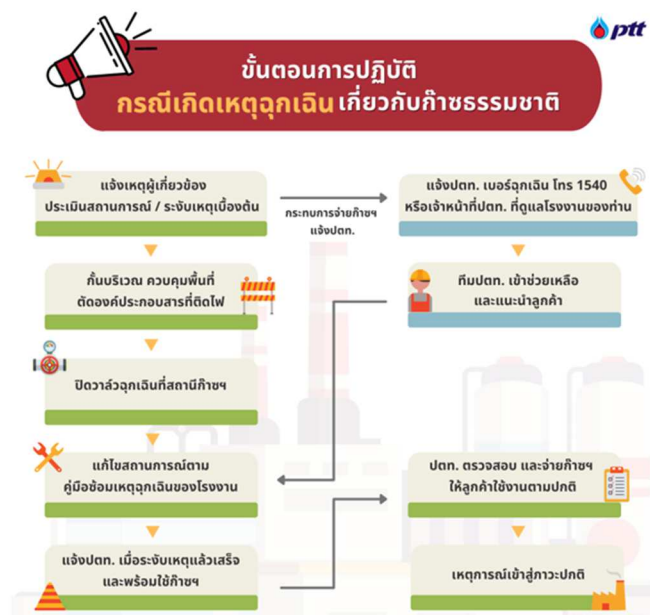 ptt
ขั้นตอนการปฏิบัติ
กรณีเกิดเหตุฉุกเฉิน เกี่ยวกับก๊าซธรรมชาติ
แจ้งเหตุผู้เกี่ยวข้อง
ประเมินสถานการณ์ / ระงับเหตุเบื้องต้น
กระทบการจ่ายก๊าซฯ
แจ้งปตท.
แจ้งปตท. เบอร์ฉุกเฉิน โทร 1540
หรือเจ้าหน้าที่ปตท. ที่ดูแลโรงงานของท่าน
กั้นบริเวณ ควบคุมพื้นที่
ตัดองค์ประกอบสารที่ติดไฟ
ทีมปตท. เข้าช่วยเหลือ
และแนะนำลูกค้า
ปิดวาล์วฉุกเฉินที่สถานีก๊าซฯ
แก้ไขสถานการณ์ตาม
คู่มือซ้อมเหตุฉุกเฉินของโรงงาน
ปตท. ตรวจสอบ และจ่ายก๊าซฯ
ให้ลูกค้าใช้งานตามปกติ
แจ้งปตท. เมื่อระงับเหตุแล้วเสร็จ
และพร้อมใช้ก๊าซฯ
เหตุการณ์เข้าสู่ภาวะปกติ